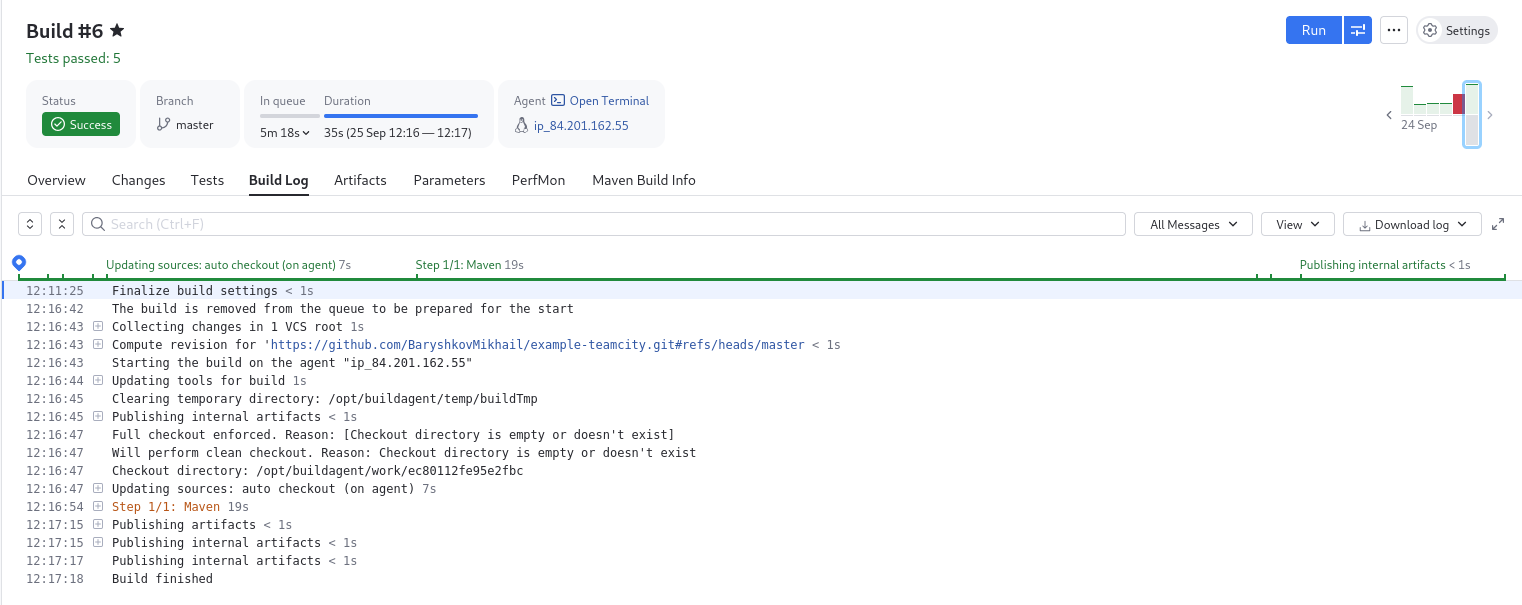 Build #6
Run
Settings
Tests passed: 5
Status
Success
Branch
master
In queue
Duration
5m 18s
35s (25 Sep 12:16 — 12:17)
Agent
Open Terminal
ip_84.201.162.55
24 Sep
Overview
Changes
Tests
Build Log
Artifacts
Parameters
PerfMon
Maven Build Info
Search (Ctrl+F)
All Messages
View
Download log
Updating sources: auto checkout (on agent) 7s
Step 1/1: Maven 19s
Publishing internal artifacts < 1s
12:11:25 Finalize build settings < 1s
12:16:42 The build is removed from the queue to be prepared for the start
12:16:43 Collecting changes in 1 VCS root 1s
12:16:43 Compute revision for 'https://github.com/BaryshkovMikhail/example-teamcity.git#refs/heads/master < 1s
12:16:43 Starting the build on the agent "ip_84.201.162.55"
12:16:44 Updating tools for build 1s
12:16:45 Clearing temporary directory: /opt/buildagent/temp/buildTmp
12:16:45 Publishing internal artifacts < 1s
12:16:47 Full checkout enforced. Reason: [Checkout directory is empty or doesn't exist]
12:16:47 Will perform clean checkout. Reason: Checkout directory is empty or doesn't exist
12:16:47 Checkout directory: /opt/buildagent/work/ec80112fe95e2fbc
12:16:47 Updating sources: auto checkout (on agent) 7s
12:16:54 Step 1/1: Maven 19s
12:17:15 Publishing artifacts < 1s
12:17:15 Publishing internal artifacts < 1s
12:17:17 Publishing internal artifacts < 1s
12:17:18 Build finished